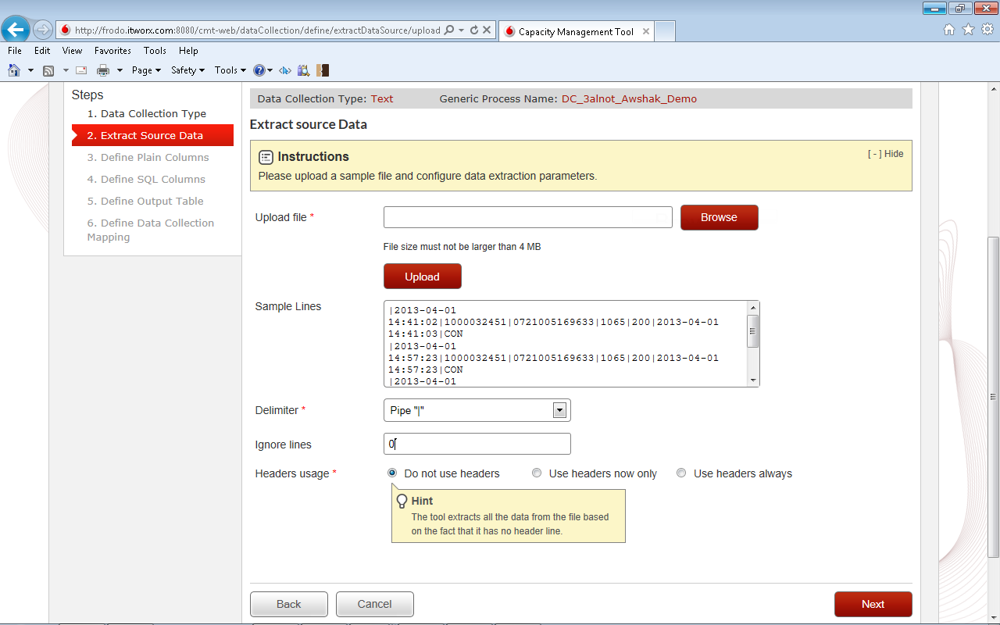 http://frodo.itworx.com:8080/cmt-web/dataCollection/define/extractDataSource/upload
Capacity Management Tool
File Edit View Favorites Tools Help
Page Safety Tools
Steps
1. Data Collection Type
2. Extract Source Data
3. Define Plain Columns
4. Define SQL Columns
5. Define Output Table
6. Define Data Collection
Mapping
Data Collection Type: Text Generic Process Name: DC_3alnot_Awshak_Demo
Extract source Data
Instructions
[ - ] Hide
Please upload a sample file and configure data extraction parameters.
Upload file *
Browse
File size must not be larger than 4 MB
Upload
Sample Lines
|2013-04-01
14:41:02|1000032451|0721005169633|1065|200|2013-04-01
14:41:03|CON
|2013-04-01
14:57:23|1000032451|0721005169633|1065|200|2013-04-01
14:57:23|CON
|2013-04-01
Delimiter * Pipe "|"
Ignore lines 0
Headers usage * Do not use headers Use headers now only Use headers always
Hint
The tool extracts all the data from the file based
on the fact that it has no header line.
Back Cancel Next